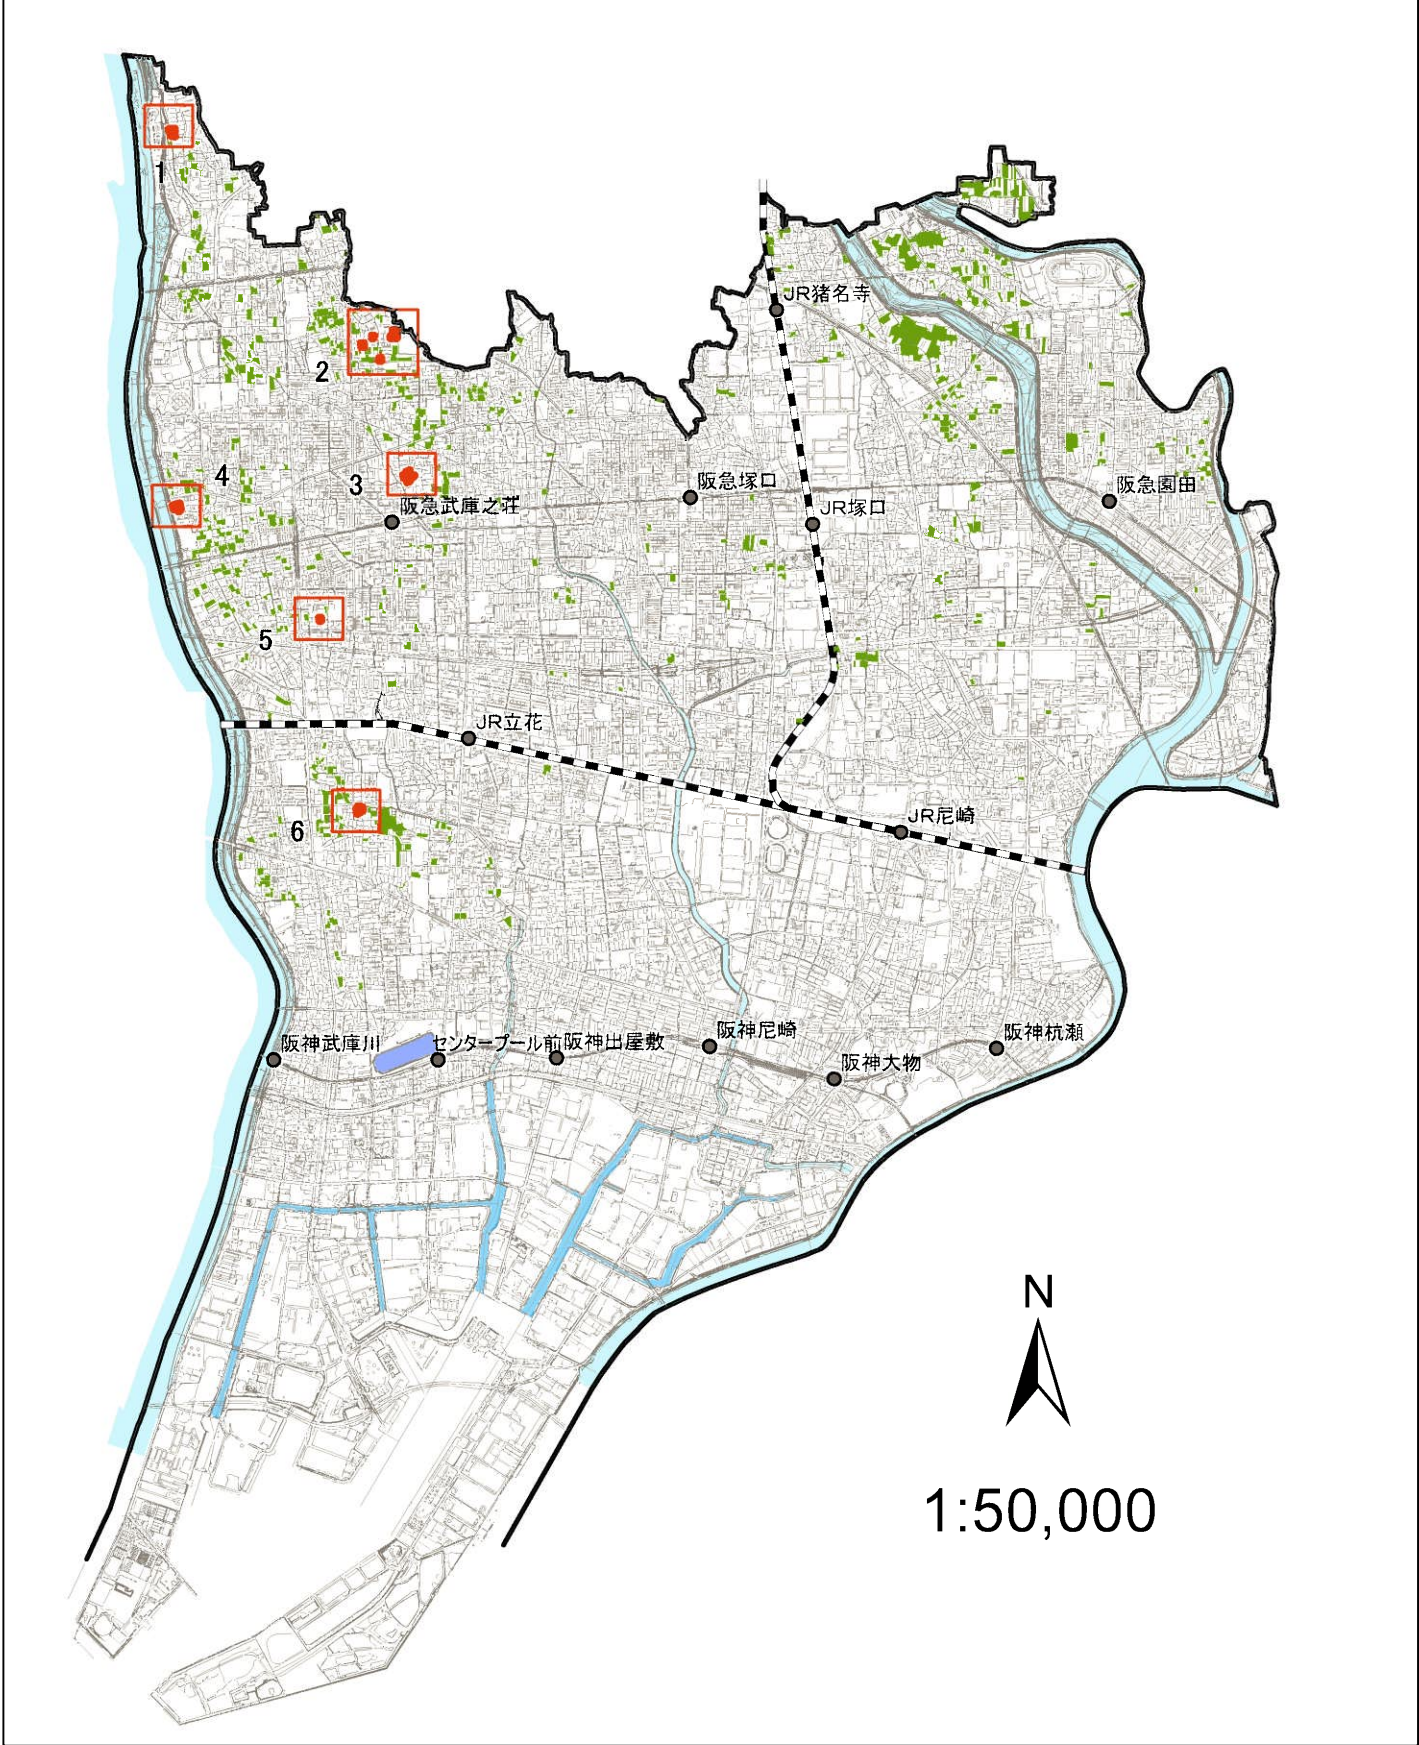 1
JR猪名寺
2
4
3
阪急武庫之荘
阪急塚口
JR塚口
阪急園田
5
JR立花
6
JR尼崎
阪神武庫川
センタープール前
阪神出屋敷
阪神尼崎
阪神大物
阪神杭瀬
N
1:50,000